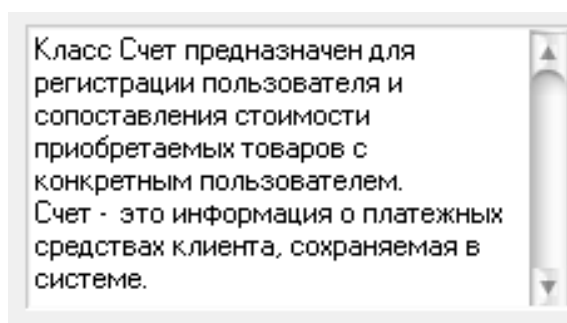 Класс Счет предназначен для
регистрации пользователя и
сопоставления стоимости
приобретаемых товаров с
конкретным пользователем.
Счет - это информация о платежных
средствах клиента, сохраняемая в
системе.